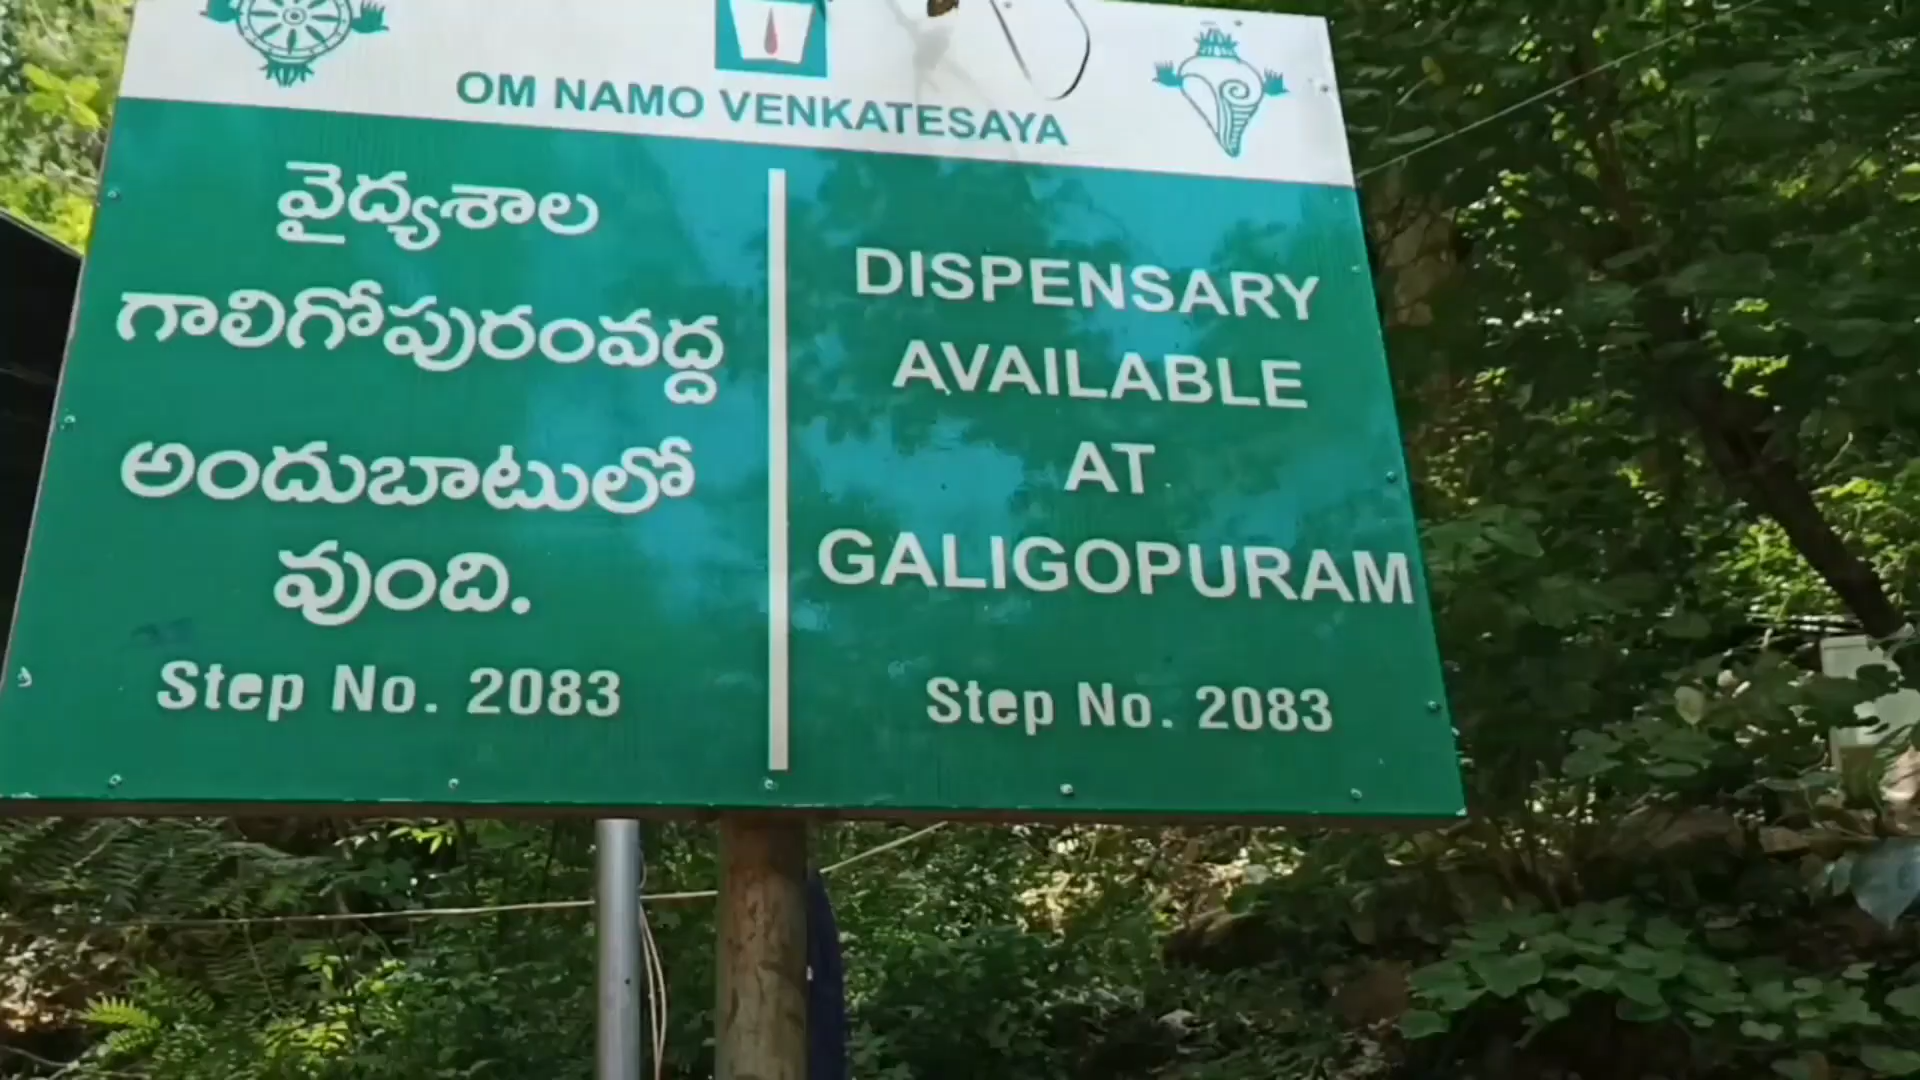 OM NAMO VENKATESAYA
వైద్యశాల
గాలిగోపురంవద్ద
అందుబాటులో
వుంది.
Step No. 2083
DISPENSARY
AVAILABLE
AT
GALIGOPURAM
Step No. 2083